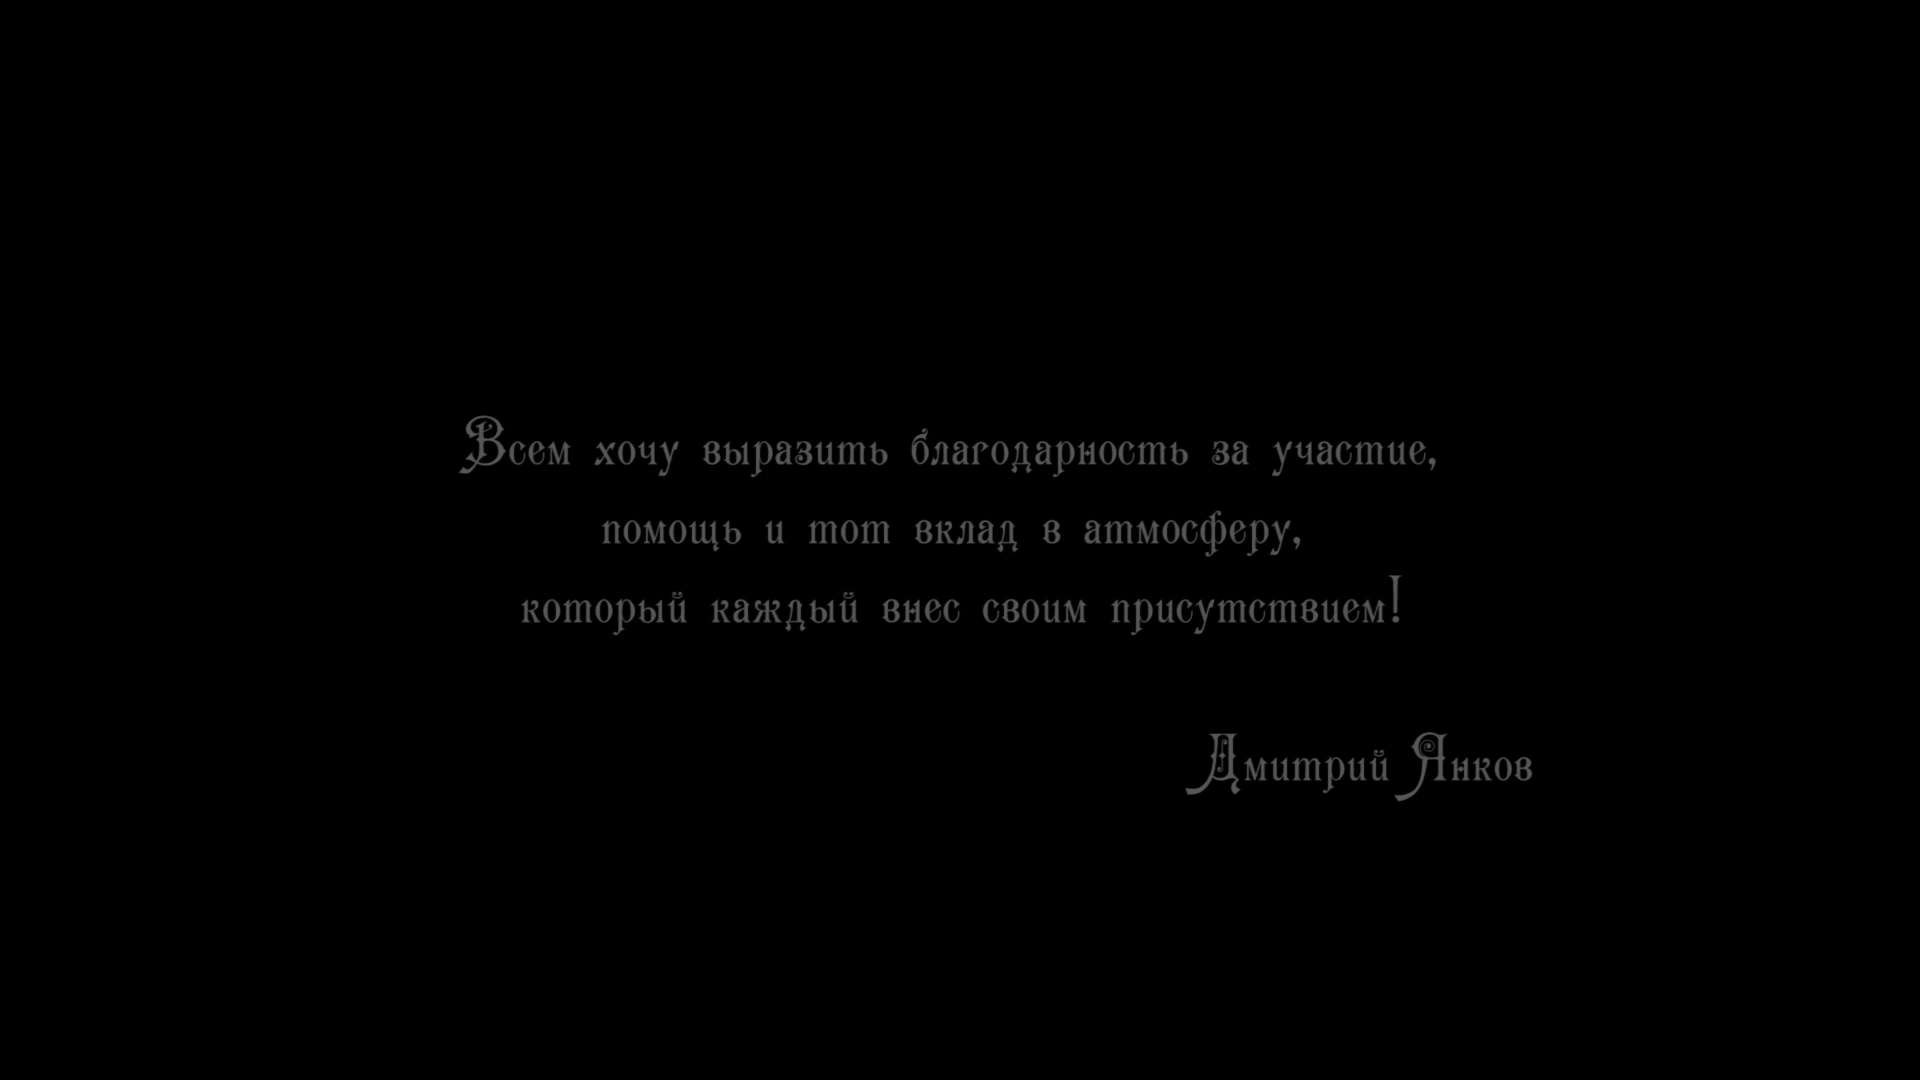 Всем хочу выразить благодарность за участие,
помощь и тот вклад в атмосферу,
который каждый внес своим присутствием!
Дмитрий Янков